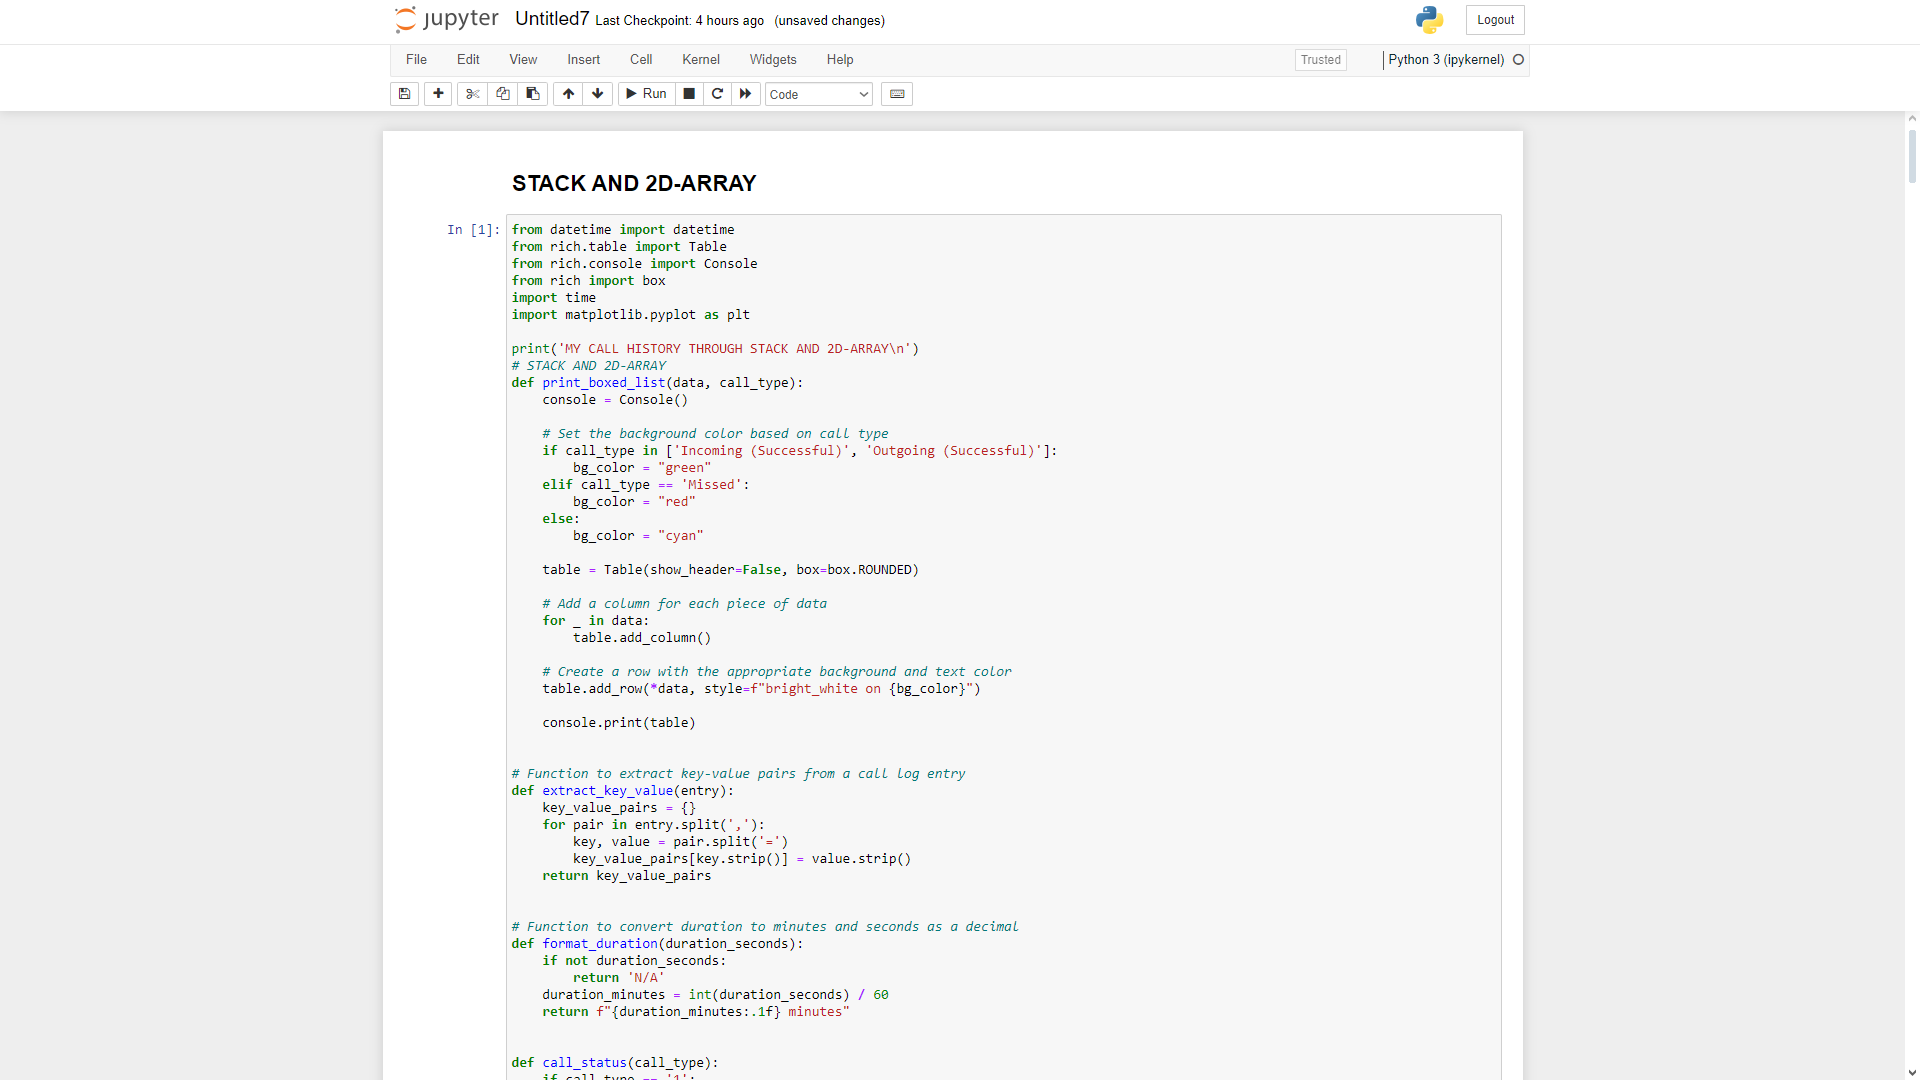 jupyter Untitled7 Last Checkpoint: 4 hours ago (unsaved changes) Logout
File Edit View Insert Cell Kernel Widgets Help Trusted Python 3 (ipykernel)
Run Code
STACK AND 2D-ARRAY
In [1]: from datetime import datetime
from rich.table import Table
from rich.console import Console
from rich import box
import time
import matplotlib.pyplot as plt
print('MY CALL HISTORY THROUGH STACK AND 2D-ARRAY\n')
# STACK AND 2D-ARRAY
def print_boxed_list(data, call_type):
    console = Console()
    # Set the background color based on call type
    if call_type in ['Incoming (Successful)', 'Outgoing (Successful)']:
        bg_color = "green"
    elif call_type == 'Missed':
        bg_color = "red"
    else:
        bg_color = "cyan"
    table = Table(show_header=False, box=box.ROUNDED)
    # Add a column for each piece of data
    for _ in data:
        table.add_column()
    # Create a row with the appropriate background and text color
    table.add_row(*data, style=f"bright_white on {bg_color}")
    console.print(table)
# Function to extract key-value pairs from a call log entry
def extract_key_value(entry):
    key_value_pairs = {}
    for pair in entry.split(','):
        key, value = pair.split('=')
        key_value_pairs[key.strip()] = value.strip()
    return key_value_pairs
# Function to convert duration to minutes and seconds as a decimal
def format_duration(duration_seconds):
    if not duration_seconds:
        return 'N/A'
    duration_minutes = int(duration_seconds) / 60
    return f"{duration_minutes:.1f} minutes"
def call_status(call_type):
    if call_type == '1':